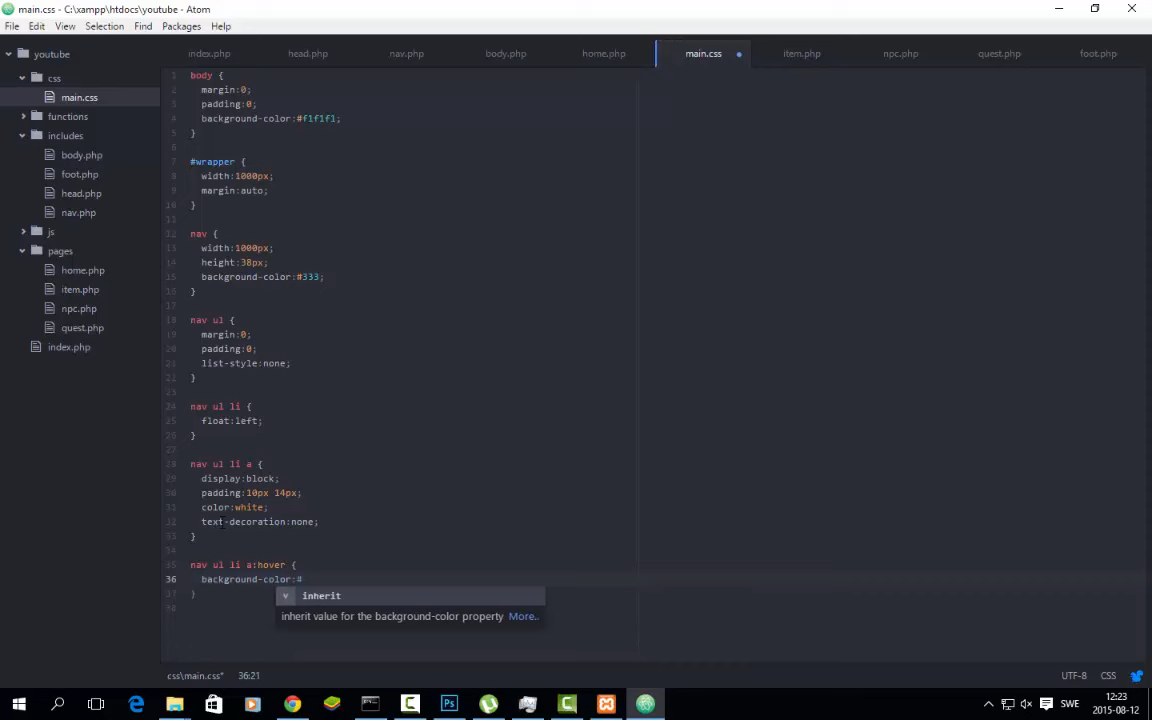 main.css - C:\xampp\htdocs\youtube - Atom
File Edit View Selection Find Packages Help
youtube
css
main.css
functions
includes
body.php
foot.php
head.php
nav.php
js
pages
home.php
item.php
npc.php
quest.php
index.php
index.php head.php nav.php body.php home.php main.css item.php npc.php quest.php foot.php
1 body {
2 margin:0;
3 padding:0;
4 background-color:#f1f1f1;
5 }
6
7 #wrapper {
8 width:1000px;
9 margin:auto;
10 }
11
12 nav {
13 width:1000px;
14 height:38px;
15 background-color:#333;
16 }
17
18 nav ul {
19 margin:0;
20 padding:0;
21 list-style:none;
22 }
23
24 nav ul li {
25 float:left;
26 }
27
28 nav ul li a {
29 display:block;
30 padding:10px 14px;
31 color:white;
32 text-decoration:none;
33 }
34
35 nav ul li a:hover {
36 background-color:#
37 }
38
v inherit
inherit value for the background-color property More..
css\main.css* 36:21 UTF-8 CSS
SWE
12:23
2015-08-12